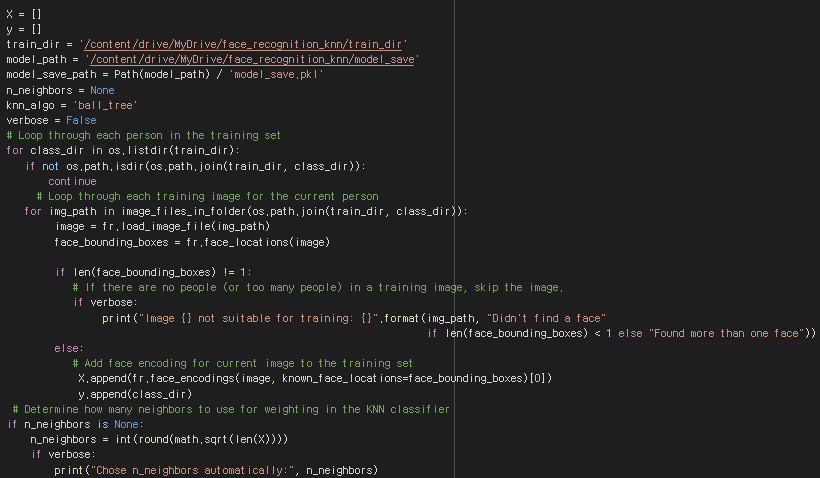 X = []
y = []
train_dir = '/content/drive/MyDrive/face_recognition_knn/train_dir'
model_path = '/content/drive/MyDrive/face_recognition_knn/model_save'
model_save_path = Path(model_path) / 'model_save.pkl'
n_neighbors = None
knn_algo = 'ball_tree'
verbose = False
# Loop through each person in the training set
for class_dir in os.listdir(train_dir):
if not os.path.isdir(os.path.join(train_dir, class_dir)):
continue
# Loop through each training image for the current person
for img_path in image_files_in_folder(os.path.join(train_dir, class_dir)):
image = fr.load_image_file(img_path)
face_bounding_boxes = fr.face_locations(image)
if len(face_bounding_boxes) != 1:
# If there are no people (or too many people) in a training image, skip the image.
if verbose:
print("Image {} not suitable for training: {}".format(img_path, "Didn't find a face"
if len(face_bounding_boxes) < 1 else "Found more than one face"))
else:
# Add face encoding for current image to the training set
X.append(fr.face_encodings(image, known_face_locations=face_bounding_boxes)[0])
y.append(class_dir)
# Determine how many neighbors to use for weighting in the KNN classifier
if n_neighbors is None:
n_neighbors = int(round(math.sqrt(len(X))))
if verbose:
print("Chose n_neighbors automatically:", n_neighbors)